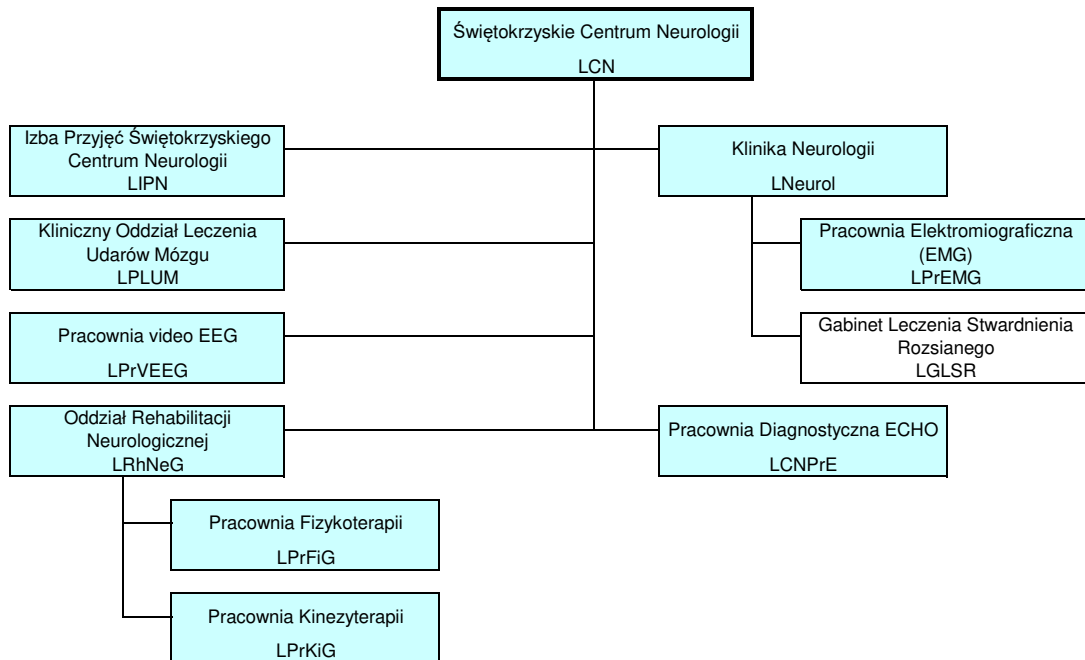 Świętokrzyskie Centrum Neurologii
LCN
Izba Przyjęć Świętokrzyskiego
Centrum Neurologii
LIPN
Klinika Neurologii
LNeurol
Kliniczny Oddział Leczenia
Udarów Mózgu
LPLUM
Pracownia Elektromiograficzna
(EMG)
LPrEMG
Pracownia video EEG
LPrVEEG
Gabinet Leczenia Stwardnienia
Rozsianego
LGLSR
Oddział Rehabilitacji
Neurologicznej
LRhNeG
Pracownia Diagnostyczna ECHO
LCNPrE
Pracownia Fizykoterapii
LPrFiG
Pracownia Kinezyterapii
LPrKiG